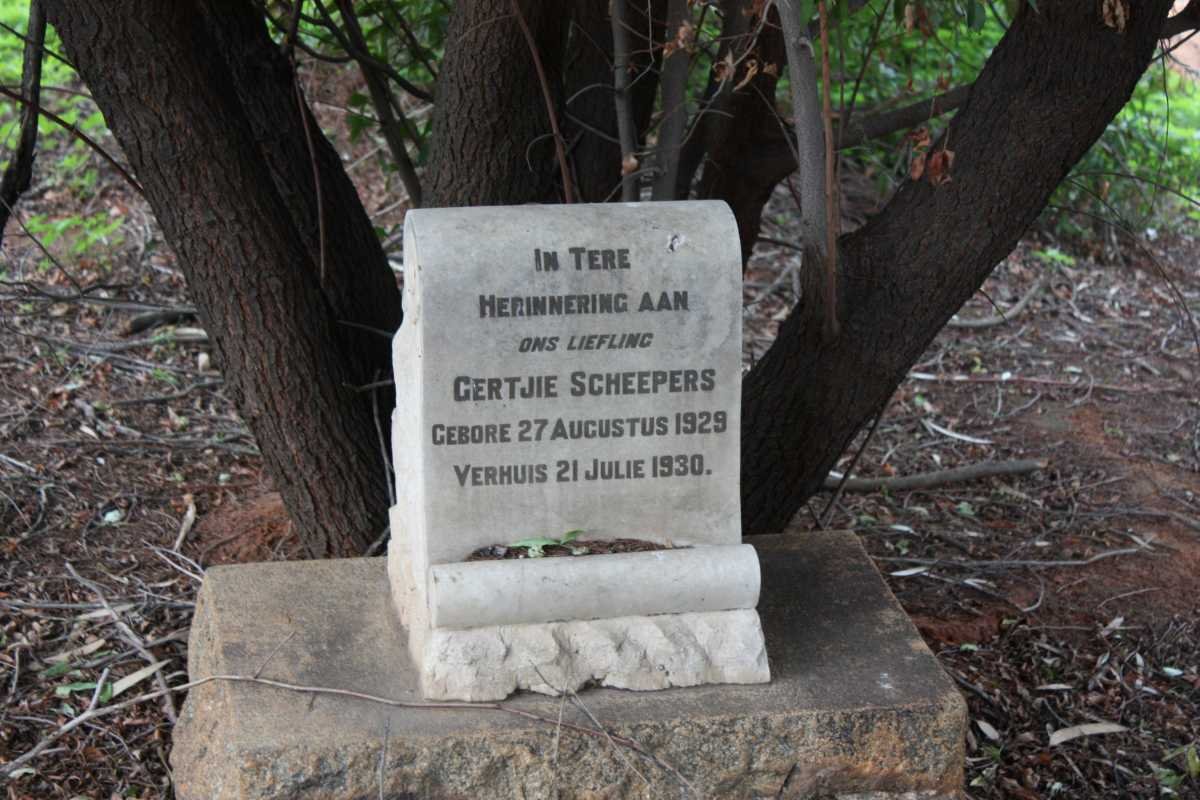 IN TERE
HERINNERING AAN
ONS LIEFLING
GERTJIE SCHEEPERS
GEBORE 27 AUGUSTUS 1929
VERHUIS 21 JULIE 1930.